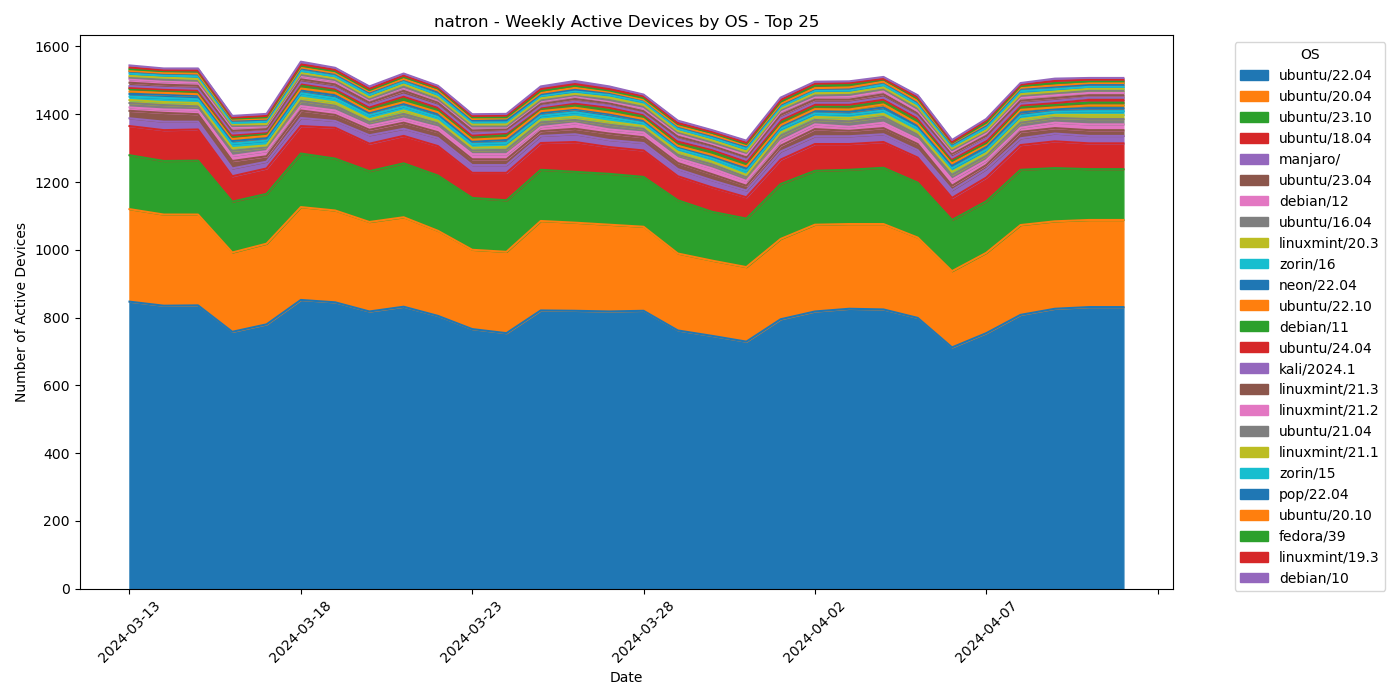 natron - Weekly Active Devices by OS - Top 25
Number of Active Devices
1600
1400
1200
1000
800
600
400
200
0
2024-03-13
2024-03-18
2024-03-23
2024-03-28
2024-04-02
2024-04-07
Date
OS
ubuntu/22.04
ubuntu/20.04
ubuntu/23.10
ubuntu/18.04
manjaro/
ubuntu/23.04
debian/12
ubuntu/16.04
linuxmint/20.3
zorin/16
neon/22.04
ubuntu/22.10
debian/11
ubuntu/24.04
kali/2024.1
linuxmint/21.3
linuxmint/21.2
ubuntu/21.04
linuxmint/21.1
zorin/15
pop/22.04
ubuntu/20.10
fedora/39
linuxmint/19.3
debian/10